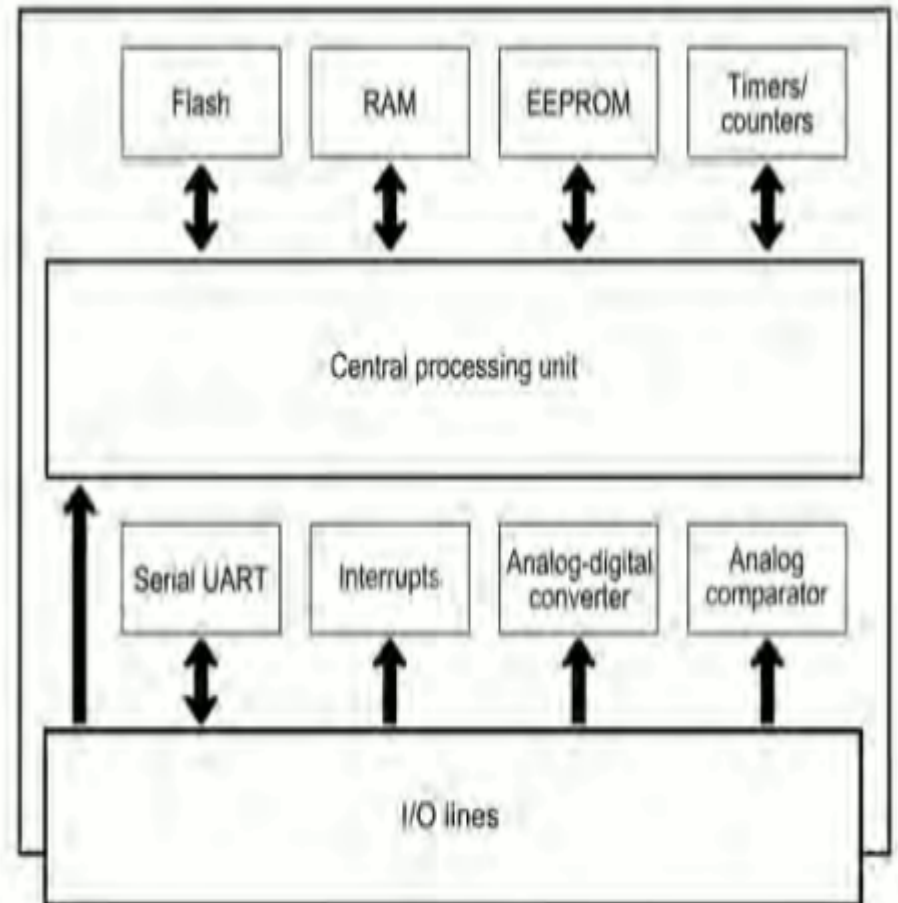 Flash
RAM
EEPROM
Timers/
counters
Central processing unit
Serial UART
Interrupts
Analog-digital
converter
Analog
comparator
I/O lines